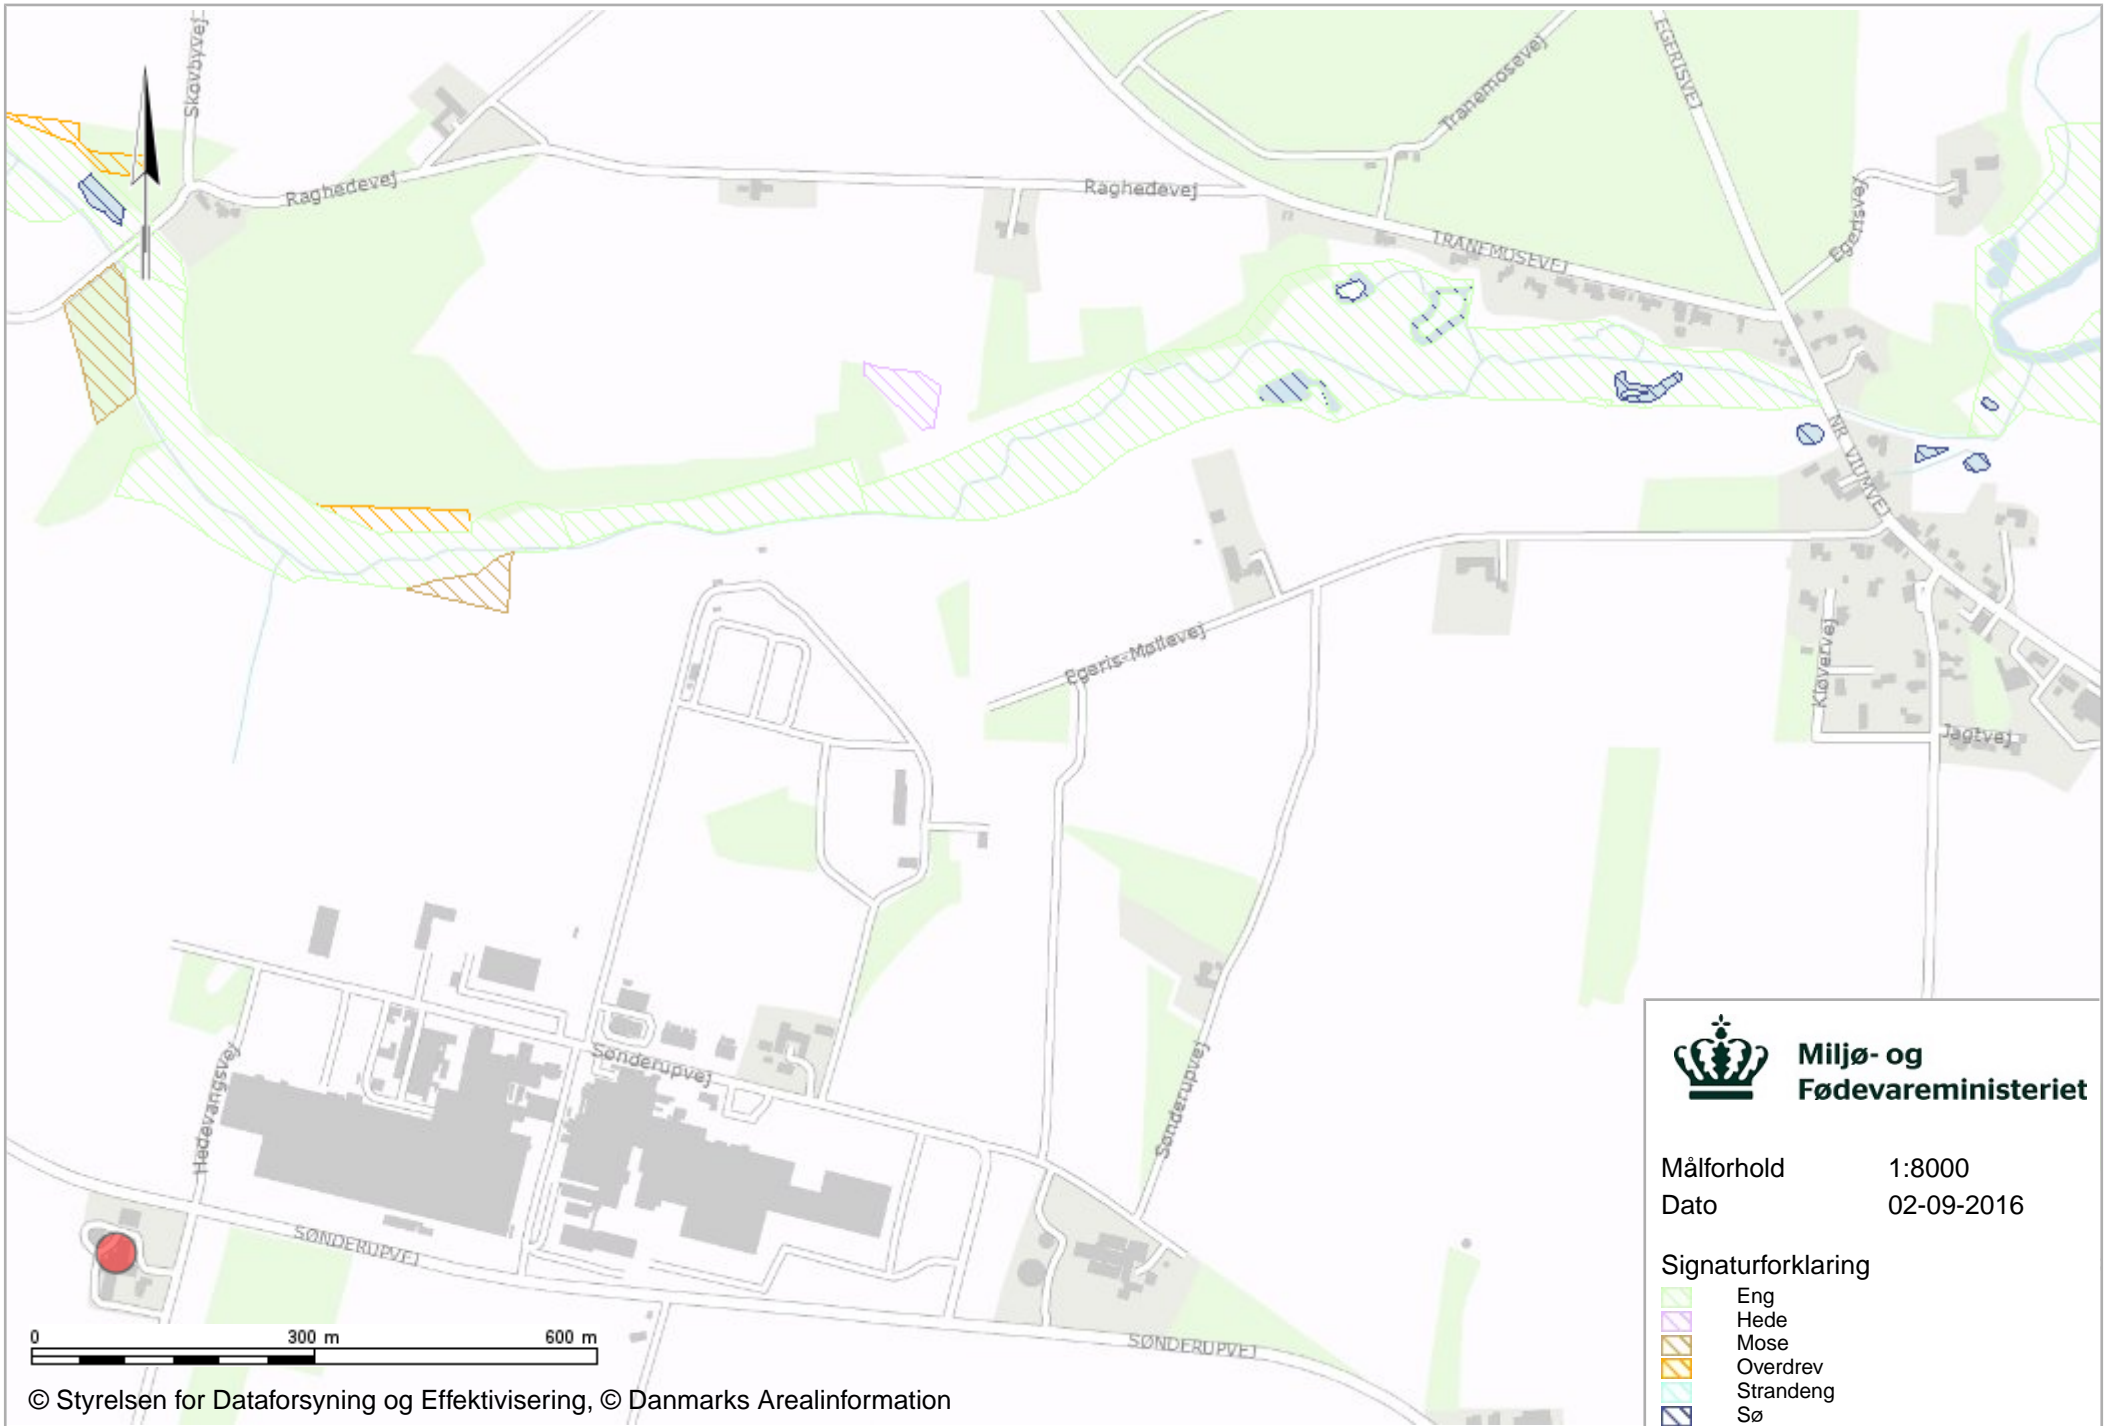 Skovbyvej
Raghedevej
Raghedevej
Tranemosevej
EGERISVEJ
Egerisvej
TRANEMOSEVEJ
NR VIUMVEJ
Egeris-Møllevej
Kløvervej
Jagtvej
Sønderupvej
Sønderupvej
Hedevangsvej
SØNDERUPVEJ
SØNDERUPVEJ
Miljø- og
Fødevareministeriet
Målforhold 1:8000
Dato 02-09-2016
Signaturforklaring
Eng
Hede
Mose
Overdrev
Strandeng
Sø
0 300 m 600 m
© Styrelsen for Dataforsyning og Effektivisering, © Danmarks Arealinformation